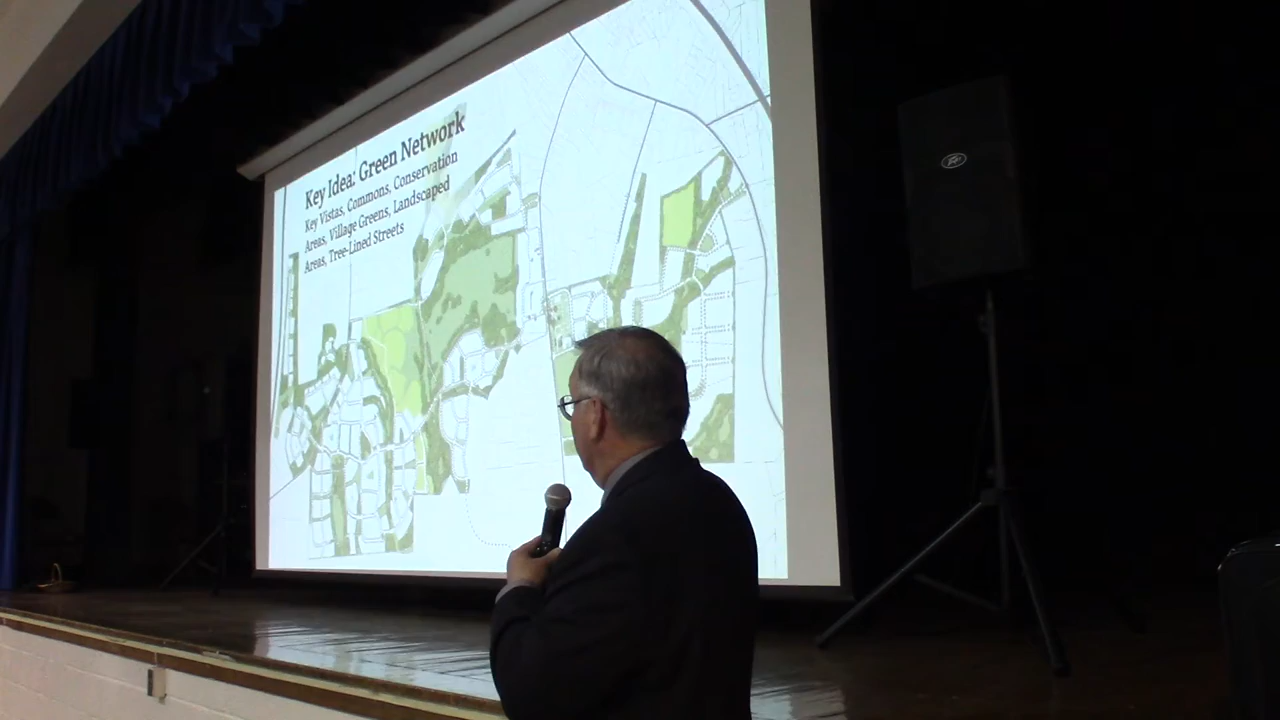 Key Idea: Green Network
Key Vistas, Commons, Conservation
Areas, Village Greens, Landscaped
Areas, Tree-Lined Streets